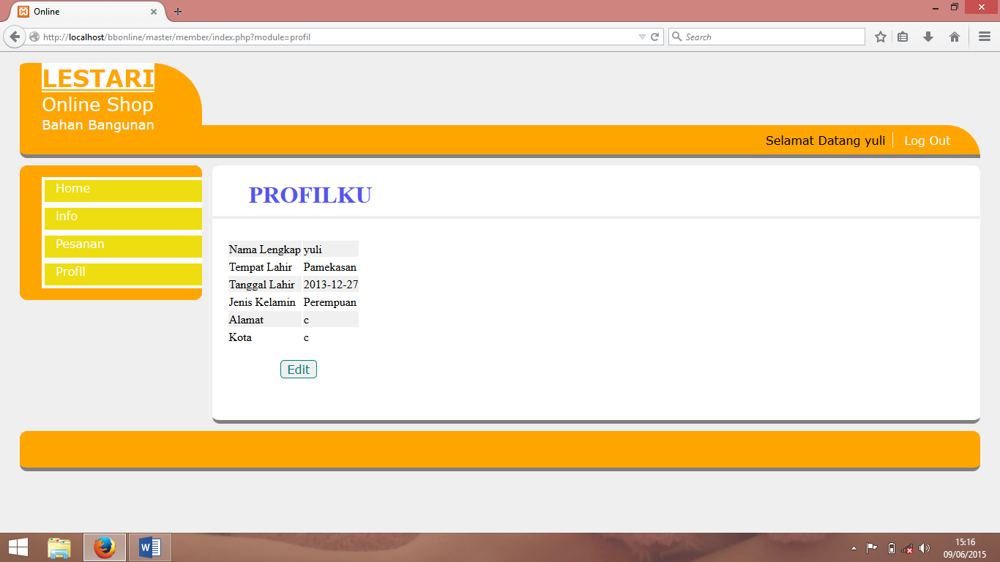 Online
http://localhost/bbonline/master/member/index.php?module=profil
Search
LESTARI
Online Shop
Bahan Bangunan
Selamat Datang yuli
Log Out
Home
info
Pesanan
Profil
PROFILKU
Nama Lengkap yuli
Tempat Lahir Pamekasan
Tanggal Lahir 2013-12-27
Jenis Kelamin Perempuan
Alamat c
Kota c
Edit
15:16
09/06/2015